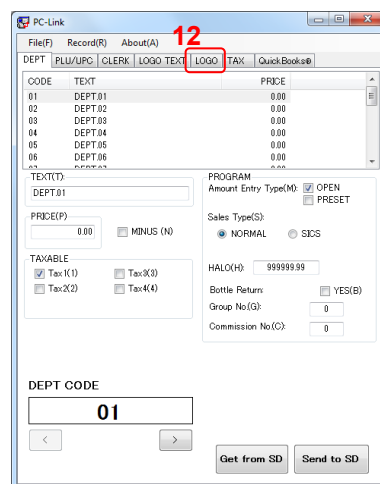 PC-Link
File(F) Record(R) About(A) 12
DEPT PLU/UPC CLERK LOGO TEXT LOGO TAX QuickBooks®
CODE TEXT PRICE
01 DEPT.01 0.00
02 DEPT.02 0.00
03 DEPT.03 0.00
04 DEPT.04 0.00
05 DEPT.05 0.00
06 DEPT.06 0.00
TEXT(T):
DEPT.01
PRICE(P)
0.00 MINUS (N)
TAXABLE
Tax1(1) Tax3(3)
Tax2(2) Tax4(4)
PROGRAM
Amount Entry Type(M): OPEN
PRESET
Sales Type(S):
NORMAL SICS
HALO(H): 999999.99
Bottle Return: YES(B)
Group No.(G): 0
Commission No.(C): 0
DEPT CODE
01
< >
Get from SD Send to SD